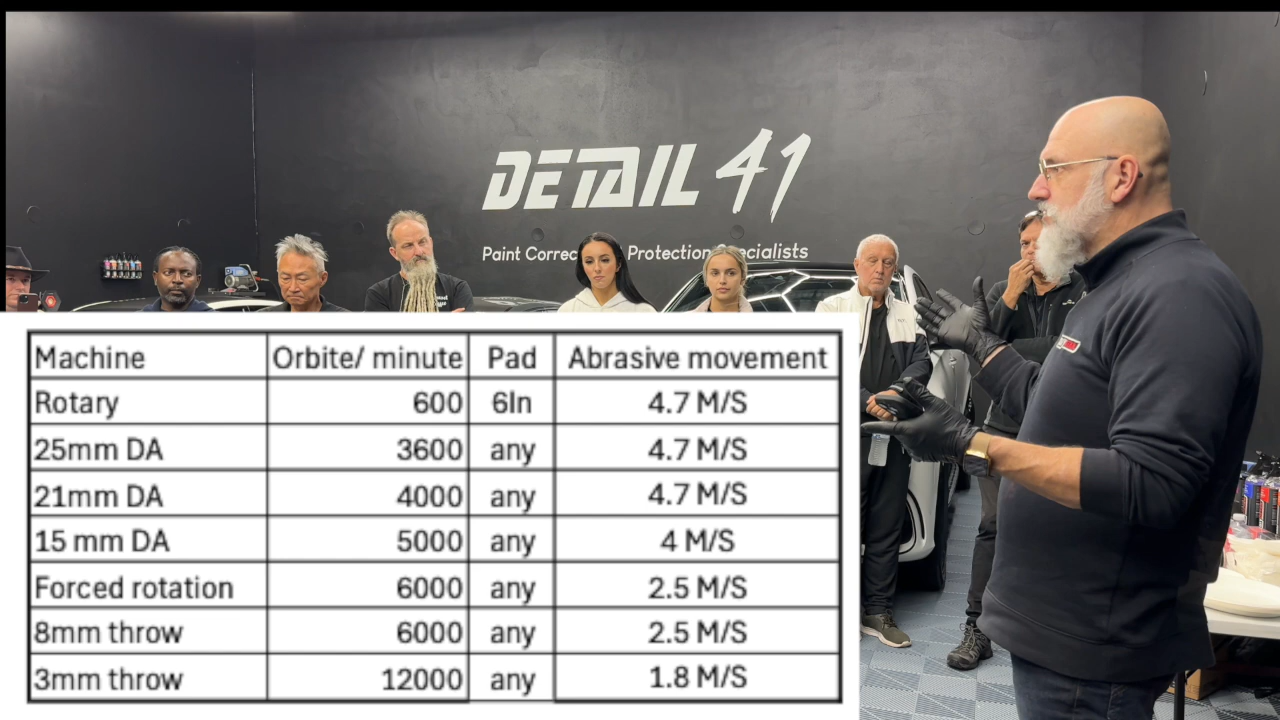 DETAIL 41
Paint Correc Protection Specialists
Machine Orbite/ minute Pad Abrasive movement
Rotary 600 6In 4.7 M/S
25mm DA 3600 any 4.7 M/S
21mm DA 4000 any 4.7 M/S
15 mm DA 5000 any 4 M/S
Forced rotation 6000 any 2.5 M/S
8mm throw 6000 any 2.5 M/S
3mm throw 12000 any 1.8 M/S